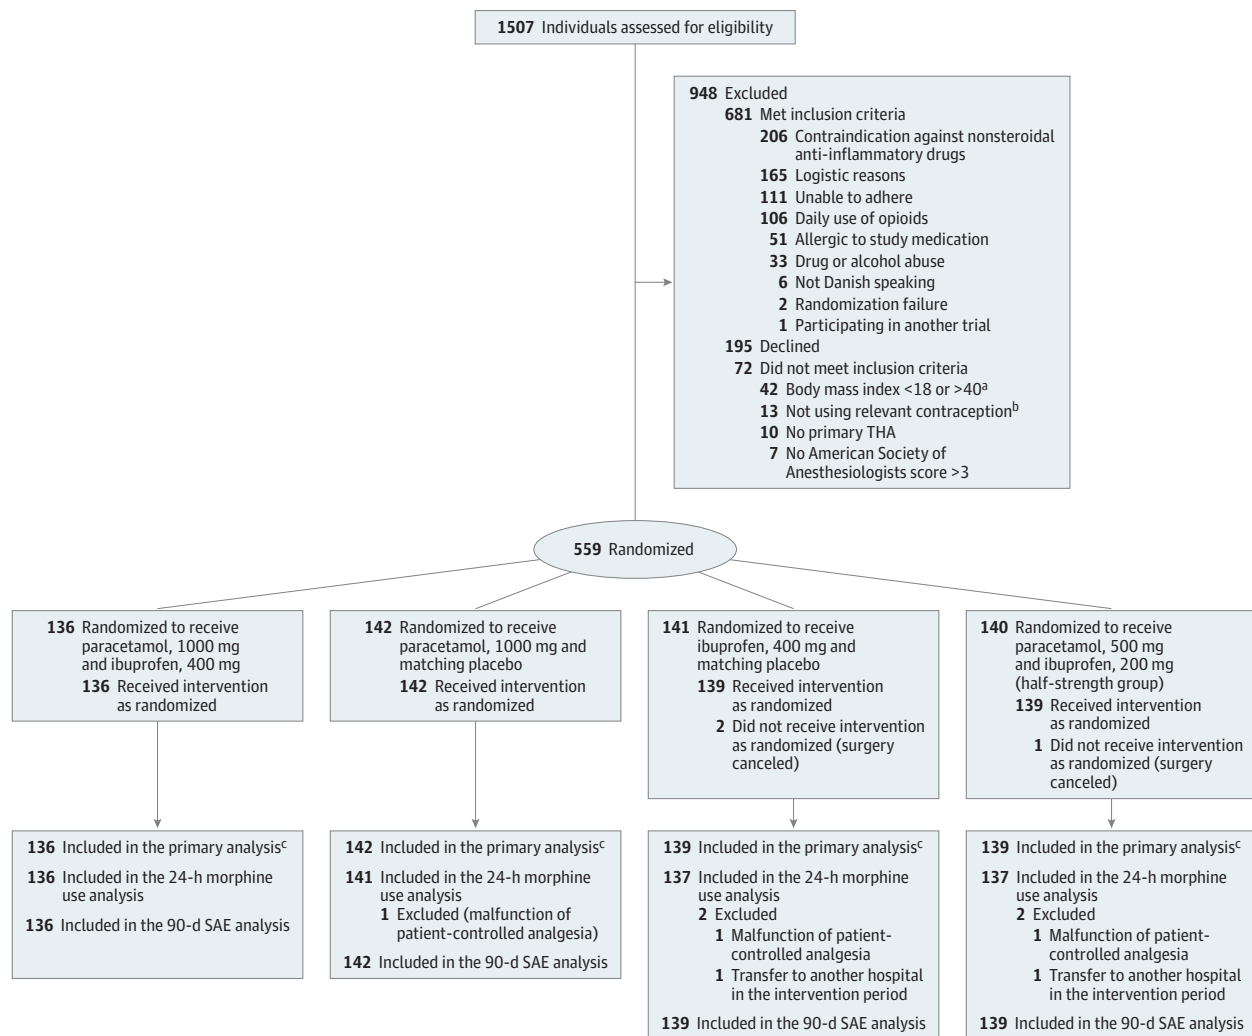 1507 Individuals assessed for eligibility
948 Excluded
681 Met inclusion criteria
206 Contraindication against nonsteroidal
anti-inflammatory drugs
165 Logistic reasons
111 Unable to adhere
106 Daily use of opioids
51 Allergic to study medication
33 Drug or alcohol abuse
6 Not Danish speaking
2 Randomization failure
1 Participating in another trial
195 Declined
72 Did not meet inclusion criteria
42 Body mass index <18 or >40a
13 Not using relevant contraceptionb
10 No primary THA
7 No American Society of
Anesthesiologists score >3
559 Randomized
136 Randomized to receive
paracetamol, 1000 mg
and ibuprofen, 400 mg
136 Received intervention
as randomized
142 Randomized to receive
paracetamol, 1000 mg and
matching placebo
142 Received intervention
as randomized
141 Randomized to receive
ibuprofen, 400 mg and
matching placebo
139 Received intervention
as randomized
2 Did not receive intervention
as randomized (surgery
canceled)
140 Randomized to receive
paracetamol, 500 mg
and ibuprofen, 200 mg
(half-strength group)
139 Received intervention
as randomized
1 Did not receive intervention
as randomized (surgery
canceled)
136 Included in the primary analysisc
136 Included in the 24-h morphine
use analysis
136 Included in the 90-d SAE analysis
142 Included in the primary analysisc
141 Included in the 24-h morphine
use analysis
1 Excluded (malfunction of
patient-controlled analgesia)
142 Included in the 90-d SAE analysis
139 Included in the primary analysisc
137 Included in the 24-h morphine
use analysis
2 Excluded
1 Malfunction of patient-
controlled analgesia
1 Transfer to another hospital
in the intervention period
139 Included in the 90-d SAE analysis
139 Included in the primary analysisc
137 Included in the 24-h morphine
use analysis
2 Excluded
1 Malfunction of patient-
controlled analgesia
1 Transfer to another hospital
in the intervention period
139 Included in the 90-d SAE analysis